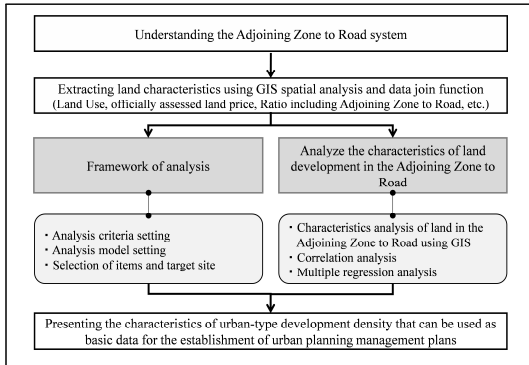 Understanding the Adjoining Zone to Road system
Extracting land characteristics using GIS spatial analysis and data join function
(Land Use, officially assessed land price, Ratio including Adjoining Zone to Road, etc.)
Framework of analysis
Analyze the characteristics of land
development in the Adjoining Zone to
Road
・Analysis criteria setting
・Analysis model setting
・Selection of items and target site
・Characteristics analysis of land in the
Adjoining Zone to Road using GIS
・Correlation analysis
・Multiple regression analysis
Presenting the characteristics of urban-type development density that can be used as
basic data for the establishment of urban planning management plans